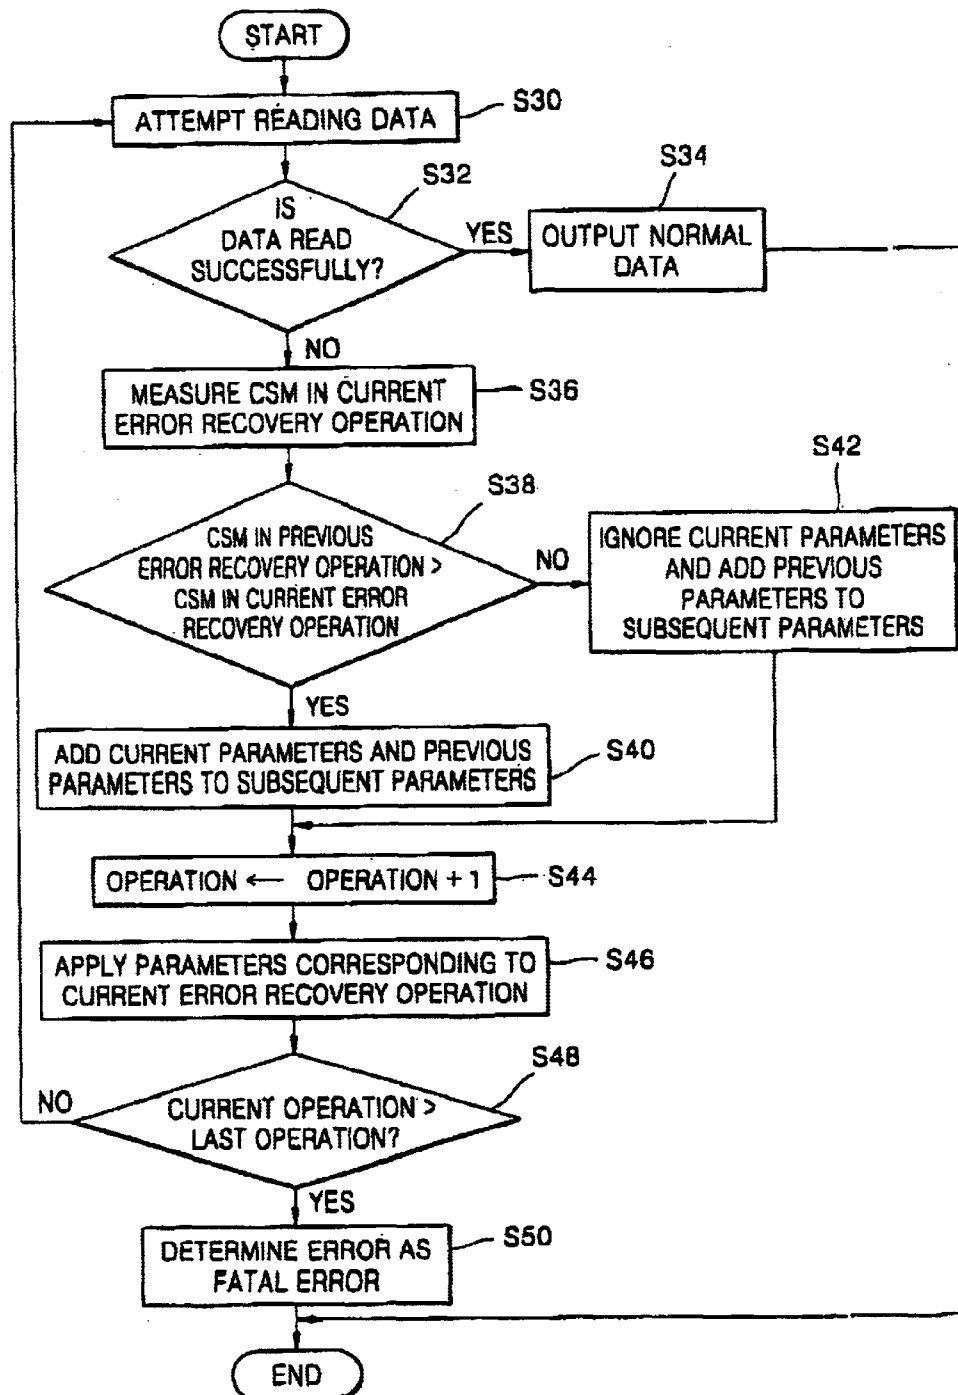 START
ATTEMPT READING DATA
S30
IS
DATA READ
SUCCESSFULLY?
S32
YES
OUTPUT NORMAL
DATA
S34
NO
MEASURE CSM IN CURRENT
ERROR RECOVERY OPERATION
S36
CSM IN PREVIOUS
ERROR RECOVERY OPERATION >
CSM IN CURRENT ERROR
RECOVERY OPERATION
S38
NO
IGNORE CURRENT PARAMETERS
AND ADD PREVIOUS
PARAMETERS TO
SUBSEQUENT PARAMETERS
S42
YES
ADD CURRENT PARAMETERS AND PREVIOUS
PARAMETERS TO SUBSEQUENT PARAMETERS
S40
OPERATION ← OPERATION + 1
S44
APPLY PARAMETERS CORRESPONDING TO
CURRENT ERROR RECOVERY OPERATION
S46
CURRENT OPERATION >
LAST OPERATION?
S48
NO
YES
DETERMINE ERROR AS
FATAL ERROR
S50
END